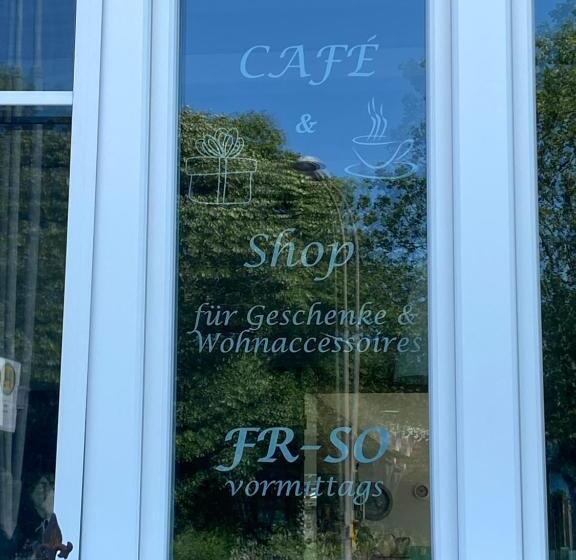 CAFÉ
&
Shop
für Geschenke &
Wohnaccessoires
FR-SO
vormittags